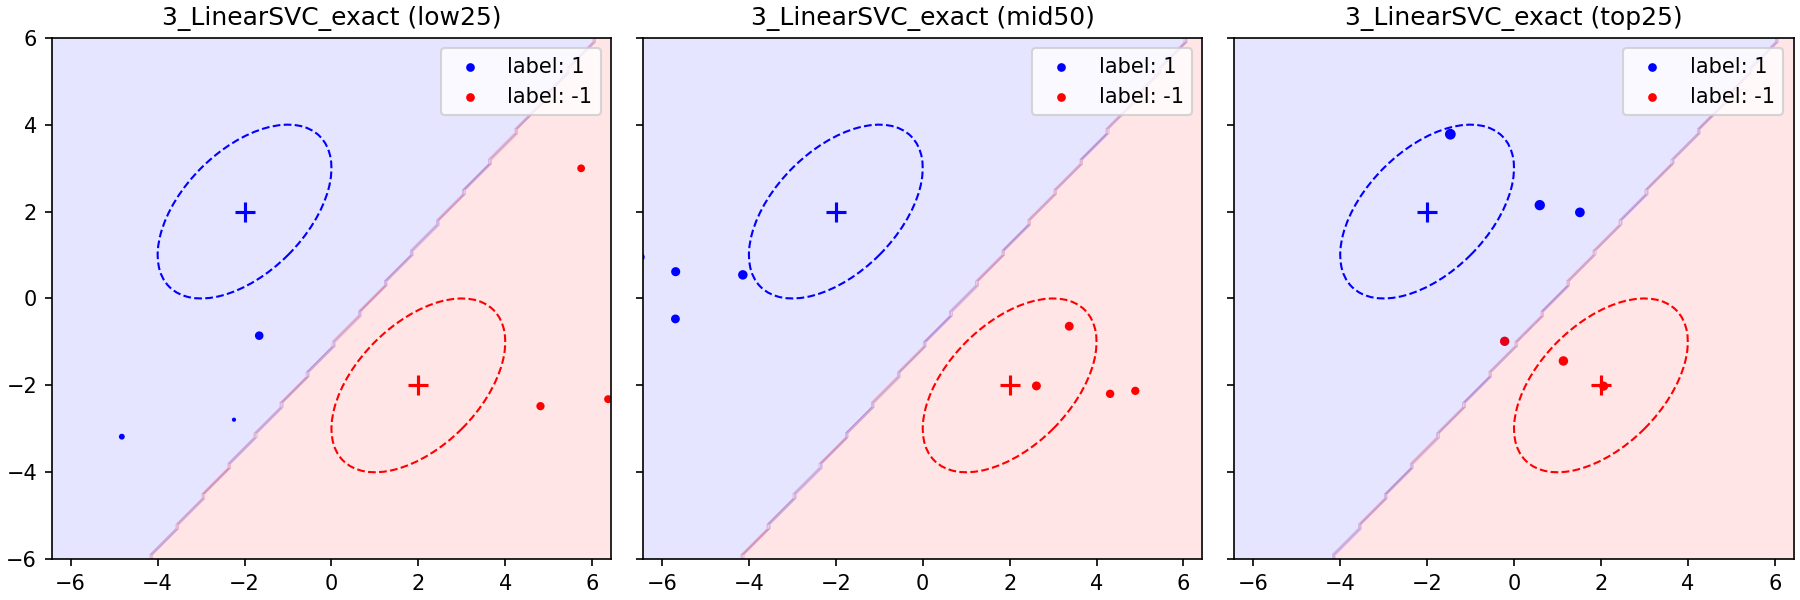 3_LinearSVC_exact (low25)
label: 1
label: -1
6
4
2
0
−2
−4
−6
−6 −4 −2 0 2 4 6
3_LinearSVC_exact (mid50)
label: 1
label: -1
−6 −4 −2 0 2 4 6
3_LinearSVC_exact (top25)
label: 1
label: -1
−6 −4 −2 0 2 4 6